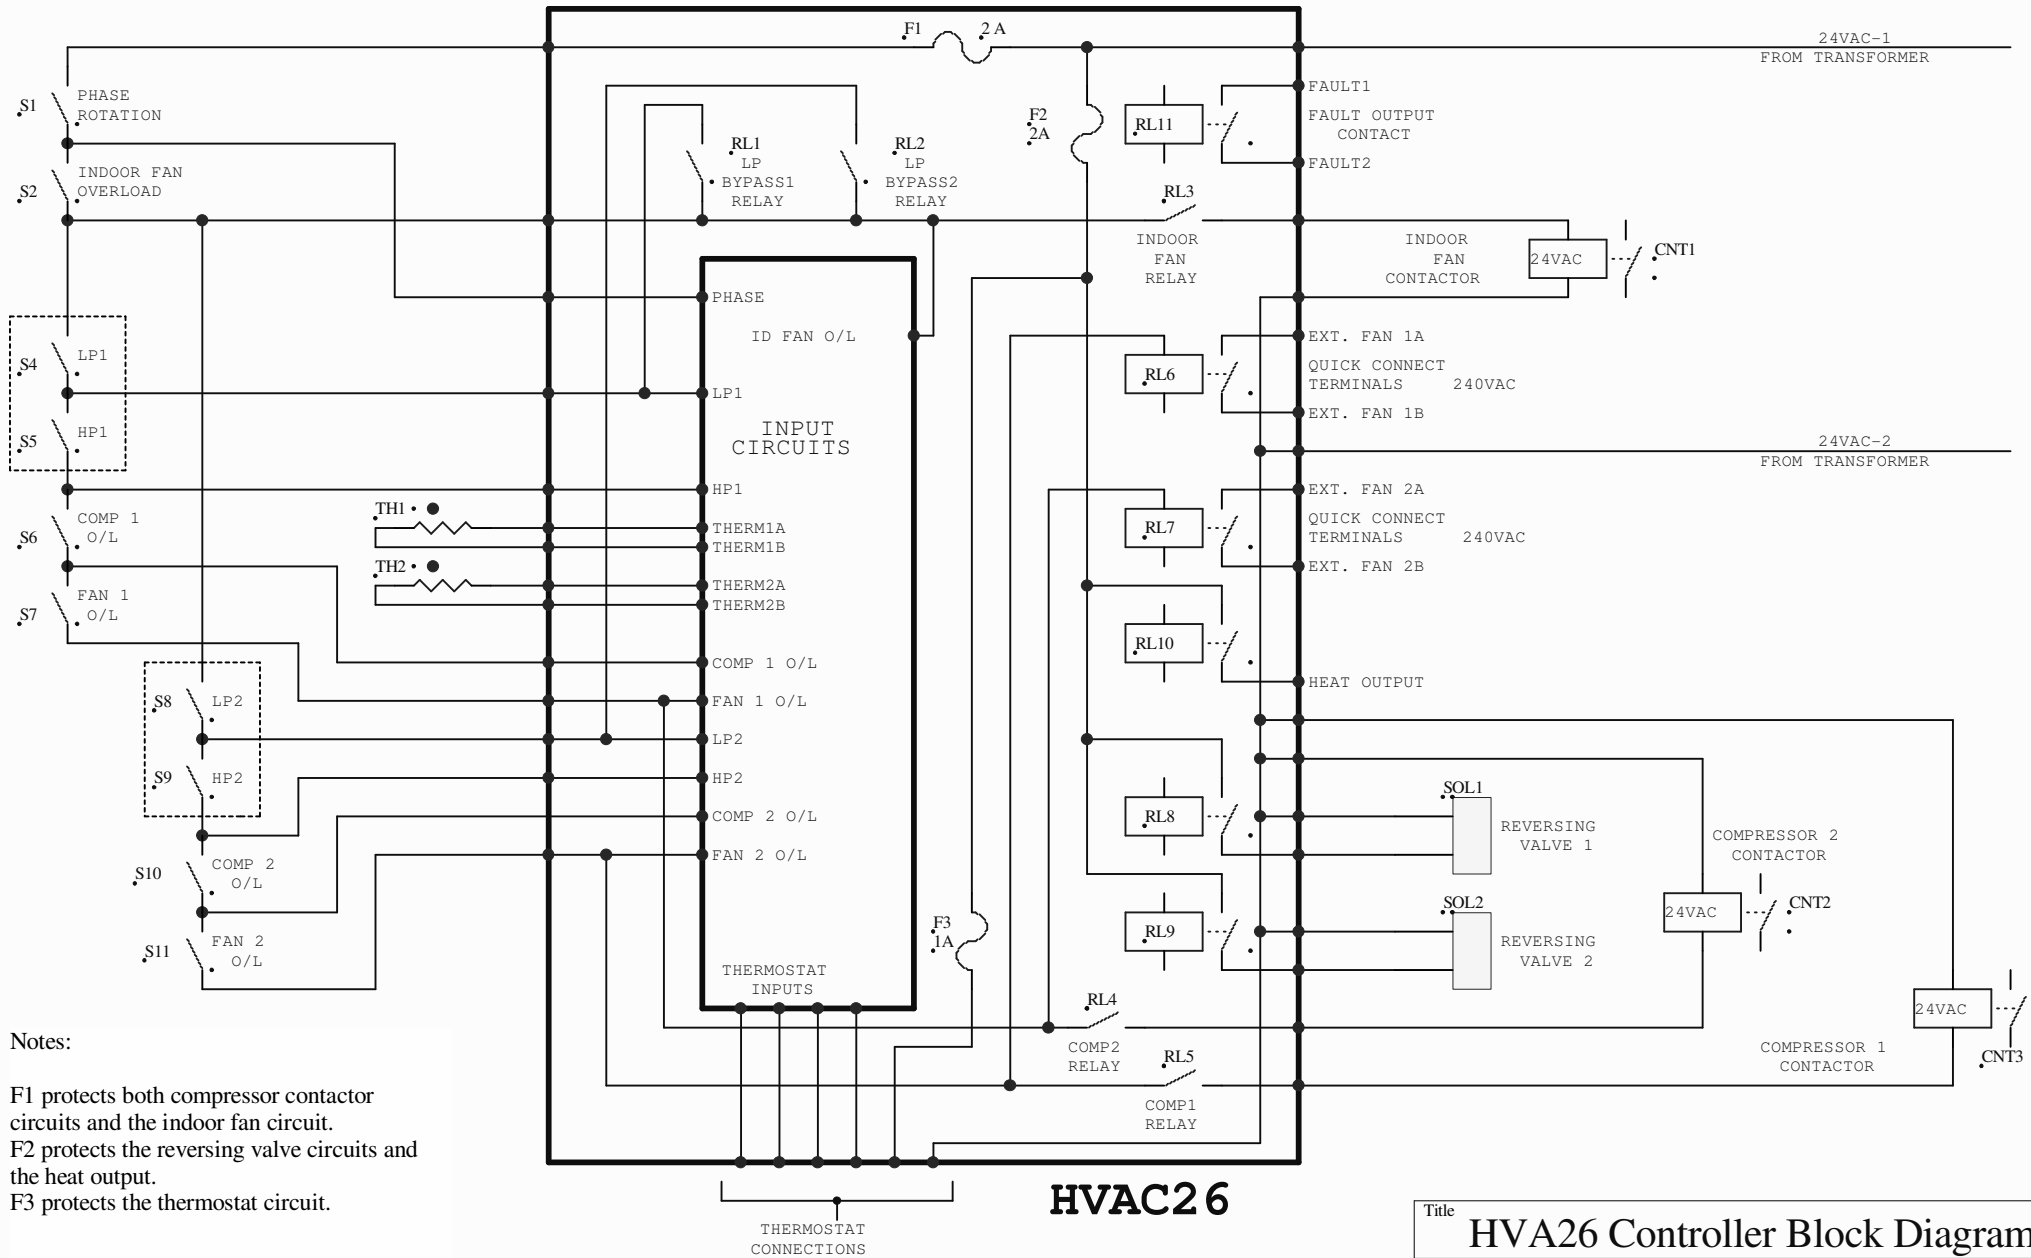 F1 2 A
24VAC-1
FROM TRANSFORMER
S1 PHASE
ROTATION
S2 INDOOR FAN
OVERLOAD
F2
2A
RL11
FAULT1
FAULT OUTPUT
CONTACT
FAULT2
RL1
LP
BYPASS1
RELAY
RL2
LP
BYPASS2
RELAY
RL3
INDOOR
FAN
RELAY
INDOOR
FAN
CONTACTOR
24VAC
CNT1
PHASE
ID FAN O/L
S4 LP1
S5 HP1
LP1
INPUT
CIRCUITS
HP1
RL6
EXT. FAN 1A
QUICK CONNECT
TERMINALS 240VAC
EXT. FAN 1B
24VAC-2
FROM TRANSFORMER
TH1
THERM1A
THERM1B
TH2
THERM2A
THERM2B
S6 COMP 1
O/L
S7 FAN 1
O/L
RL7
EXT. FAN 2A
QUICK CONNECT
TERMINALS 240VAC
EXT. FAN 2B
RL10
HEAT OUTPUT
COMP 1 O/L
FAN 1 O/L
LP2
HP2
COMP 2 O/L
FAN 2 O/L
S8 LP2
S9 HP2
S10 COMP 2
O/L
S11 FAN 2
O/L
RL8
SOL1
REVERSING
VALVE 1
COMPRESSOR 2
CONTACTOR
24VAC
CNT2
F3
1A
RL9
SOL2
REVERSING
VALVE 2
THERMOSTAT
INPUTS
RL4
COMP2
RELAY
RL5
COMP1
RELAY
24VAC
COMPRESSOR 1
CONTACTOR
CNT3
Notes:
F1 protects both compressor contactor
circuits and the indoor fan circuit.
F2 protects the reversing valve circuits and
the heat output.
F3 protects the thermostat circuit.
HVAC26
THERMOSTAT
CONNECTIONS
Title
HVA26 Controller Block Diagram